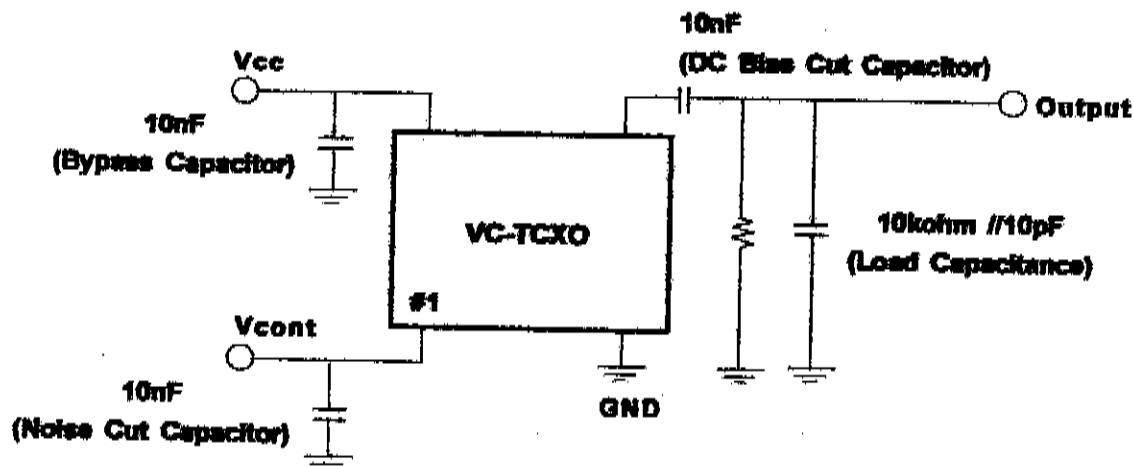 10nF
(DC Bias Cut Capacitor)
Vcc
Output
10nF
(Bypass Capacitor)
VC-TCXO
10kohm //10pF
(Load Capacitance)
#1
Vcont
10nF
(Noise Cut Capacitor)
GND